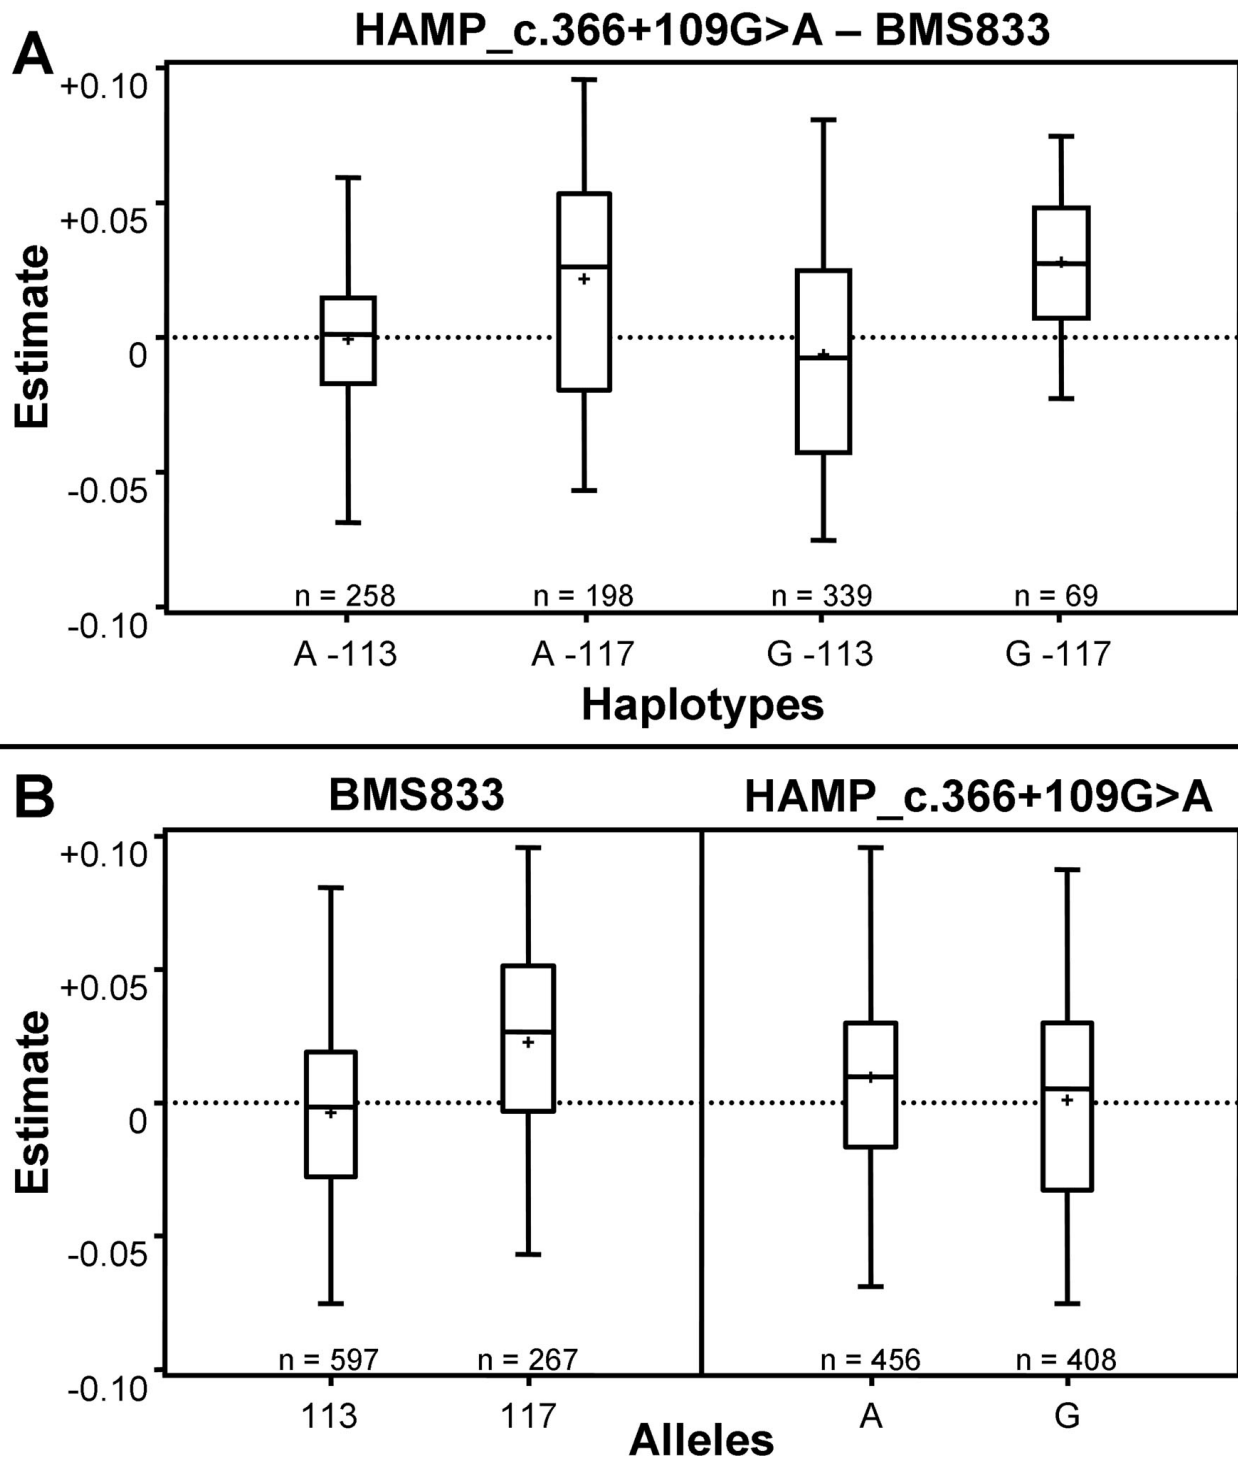 A
HAMP_c.366+109G>A – BMS833
+0.10
+0.05
0
-0.05
-0.10
Estimate
n = 258 n = 198 n = 339 n = 69
A -113 A -117 G -113 G -117
Haplotypes
B
BMS833 HAMP_c.366+109G>A
+0.10
+0.05
0
-0.05
-0.10
Estimate
n = 597 n = 267 n = 456 n = 408
113 117 A G
Alleles